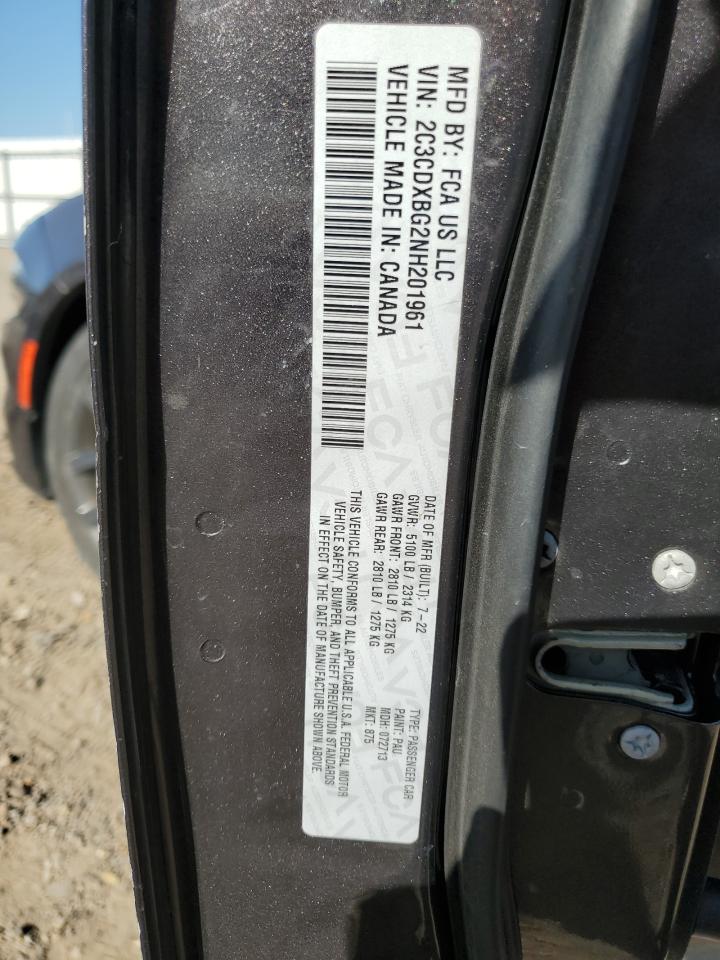 MFD BY: FCA US LLC
VIN: 2C3CDXBG2NH201961
VEHICLE MADE IN: CANADA
DATE OF MFR (BUILT): 7-22
GVWR: 5100 LB / 2314 KG
GAWR FRONT: 2810 LB / 1275 KG
GAWR REAR: 2810 LB / 1275 KG
TYPE: PASSENGER CAR
PAINT: PAU
MDH: 072713
MKT: 875
THIS VEHICLE CONFORMS TO ALL APPLICABLE U.S.A. FEDERAL MOTOR
VEHICLE SAFETY, BUMPER, AND THEFT PREVENTION STANDARDS
IN EFFECT ON THE DATE OF MANUFACTURE SHOWN ABOVE